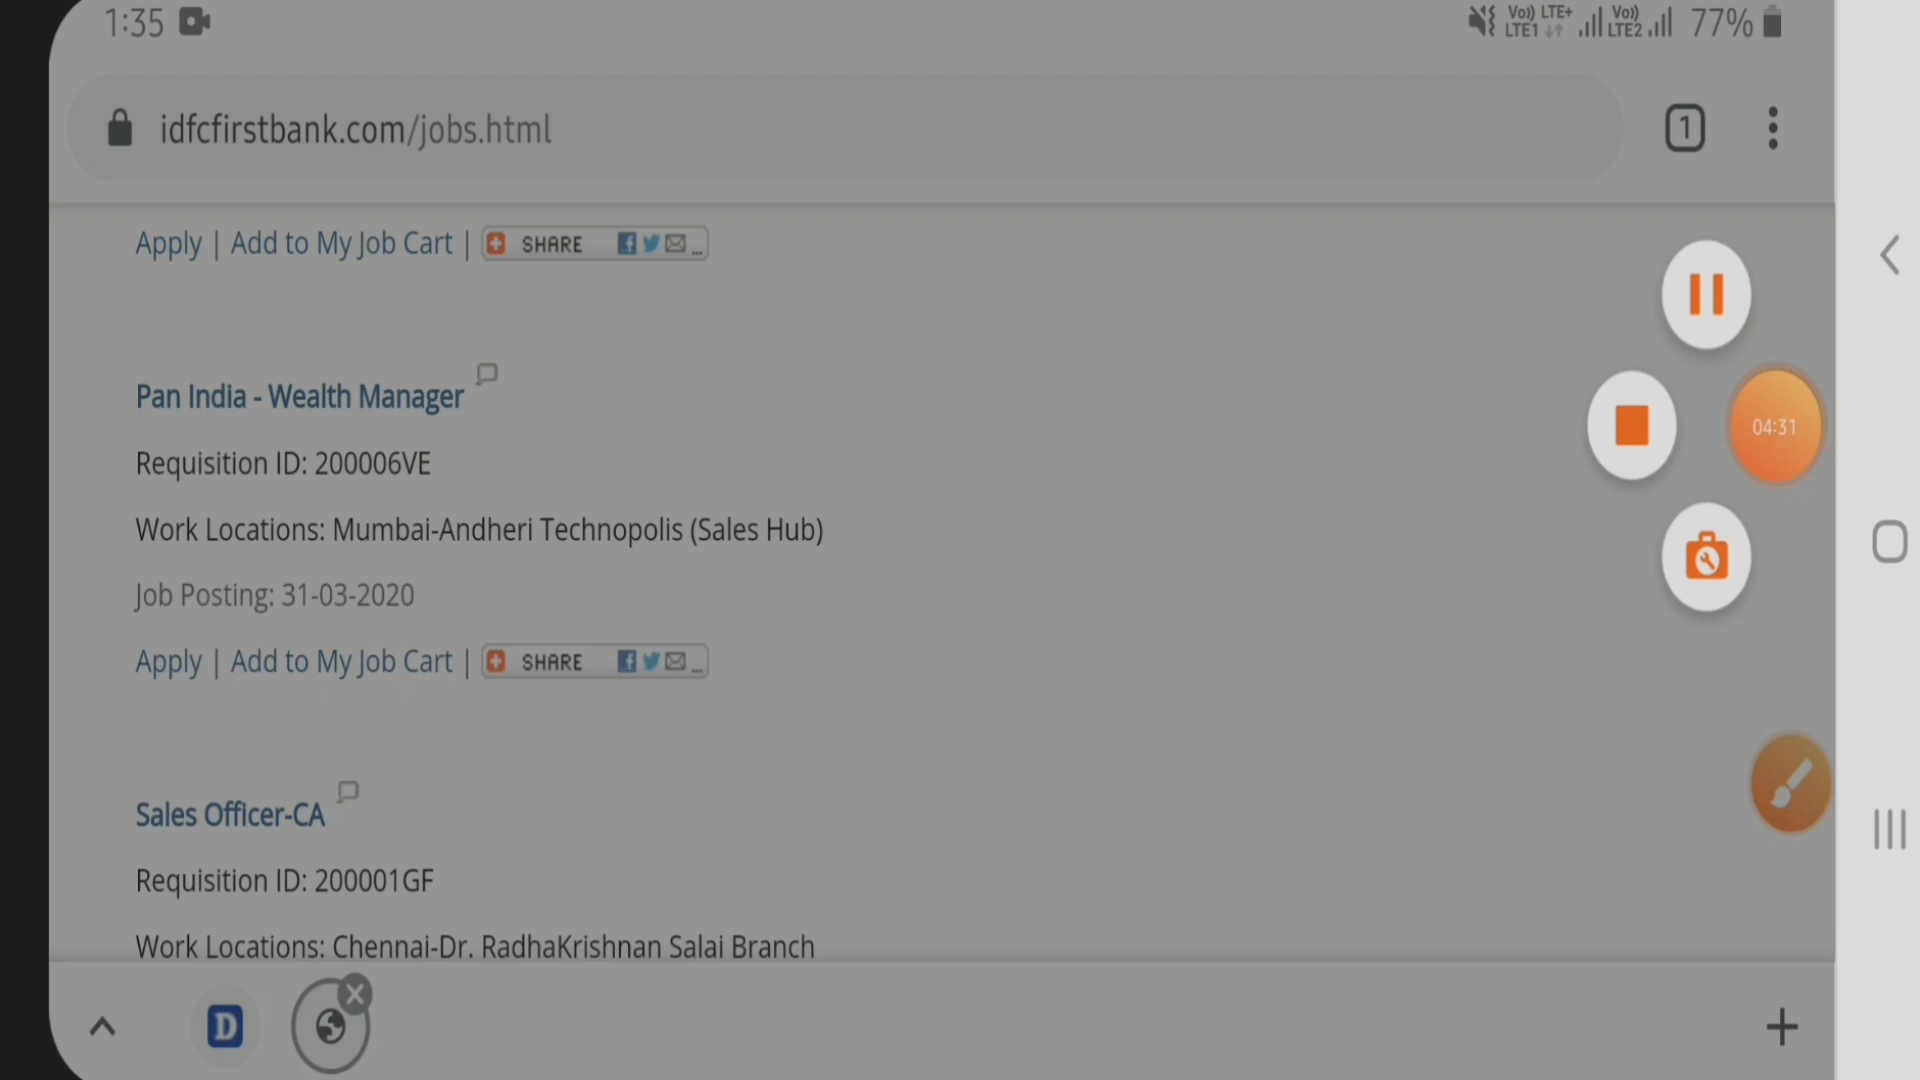 1:35 Vo)) LTE+ LTE1 Vo)) LTE2 77%
idfcfirstbank.com/jobs.html 1
Apply | Add to My Job Cart | SHARE ...
Pan India - Wealth Manager
Requisition ID: 200006VE
Work Locations: Mumbai-Andheri Technopolis (Sales Hub)
04:31
Job Posting: 31-03-2020
Apply | Add to My Job Cart | SHARE ...
Sales Officer-CA
Requisition ID: 200001GF
Work Locations: Chennai-Dr. RadhaKrishnan Salai Branch
D